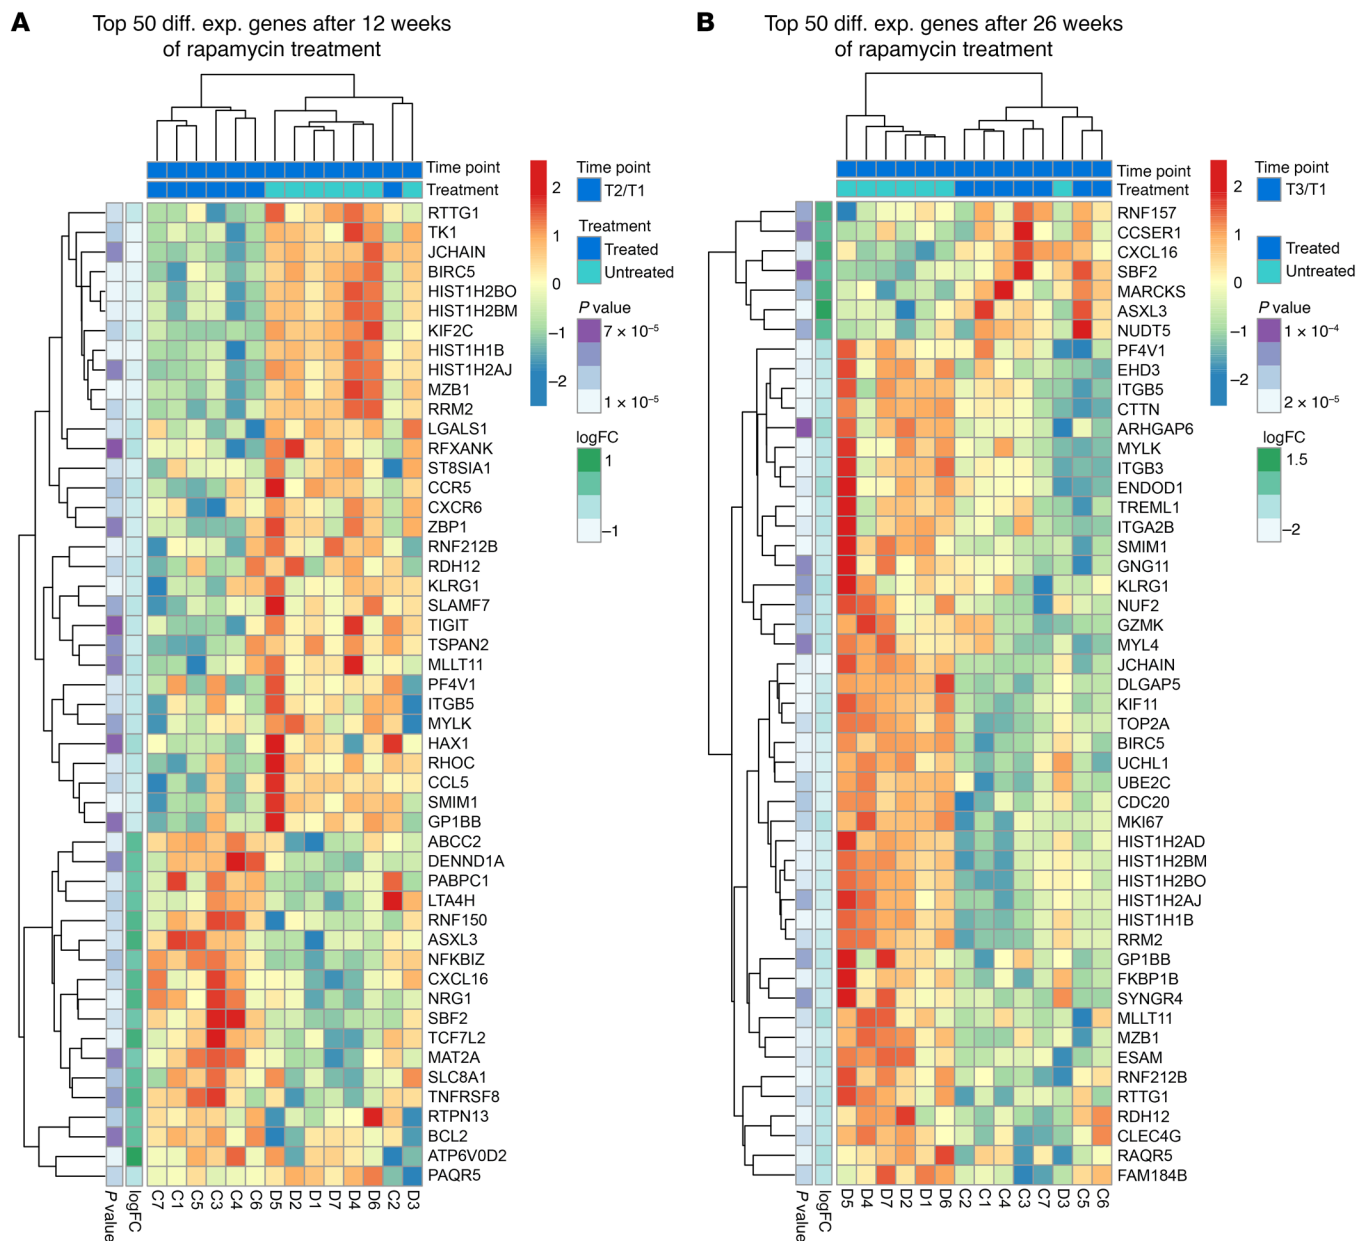 A
Top 50 diff. exp. genes after 12 weeks
of rapamycin treatment
Time point
Treatment
RTTG1
TK1
JCHAIN
BIRC5
HIST1H2BO
HIST1H2BM
KIF2C
HIST1H1B
HIST1H2AJ
MZB1
RRM2
LGALS1
RFXANK
ST8SIA1
CCR5
CXCR6
ZBP1
RNF212B
RDH12
KLRG1
SLAMF7
TIGIT
TSPAN2
MLLT11
PF4V1
ITGB5
MYLK
HAX1
RHOC
CCL5
SMIM1
GP1BB
ABCC2
DENND1A
PABPC1
LTA4H
RNF150
ASXL3
NFKBIZ
CXCL16
NRG1
SBF2
TCF7L2
MAT2A
SLC8A1
TNFRSF8
RTPN13
BCL2
ATP6V0D2
PAQR5
P value
logFC
C7
C1
C5
C3
C4
C6
D5
D2
D1
D7
D4
D6
C2
D3
2
1
0
−1
−2
Time point
T2/T1
Treatment
Treated
Untreated
P value
7 × 10⁻⁵
1 × 10⁻⁵
logFC
1
−1
B
Top 50 diff. exp. genes after 26 weeks
of rapamycin treatment
Time point
Treatment
RNF157
CCSER1
CXCL16
SBF2
MARCKS
ASXL3
NUDT5
PF4V1
EHD3
ITGB5
CTTN
ARHGAP6
MYLK
ITGB3
ENDOD1
TREML1
ITGA2B
SMIM1
GNG11
KLRG1
NUF2
GZMK
MYL4
JCHAIN
DLGAP5
KIF11
TOP2A
BIRC5
UCHL1
UBE2C
CDC20
MKI67
HIST1H2AD
HIST1H2BM
HIST1H2BO
HIST1H2AJ
HIST1H1B
RRM2
GP1BB
FKBP1B
SYNGR4
MLLT11
MZB1
ESAM
RNF212B
RTTG1
RDH12
CLEC4G
RAQR5
FAM184B
P value
logFC
D5
D4
D7
D2
D1
D6
C2
C1
C4
C3
C7
D3
C5
C6
2
1
0
−1
−2
Time point
T3/T1
Treated
Untreated
P value
1 × 10⁻⁴
2 × 10⁻⁵
logFC
1.5
−2